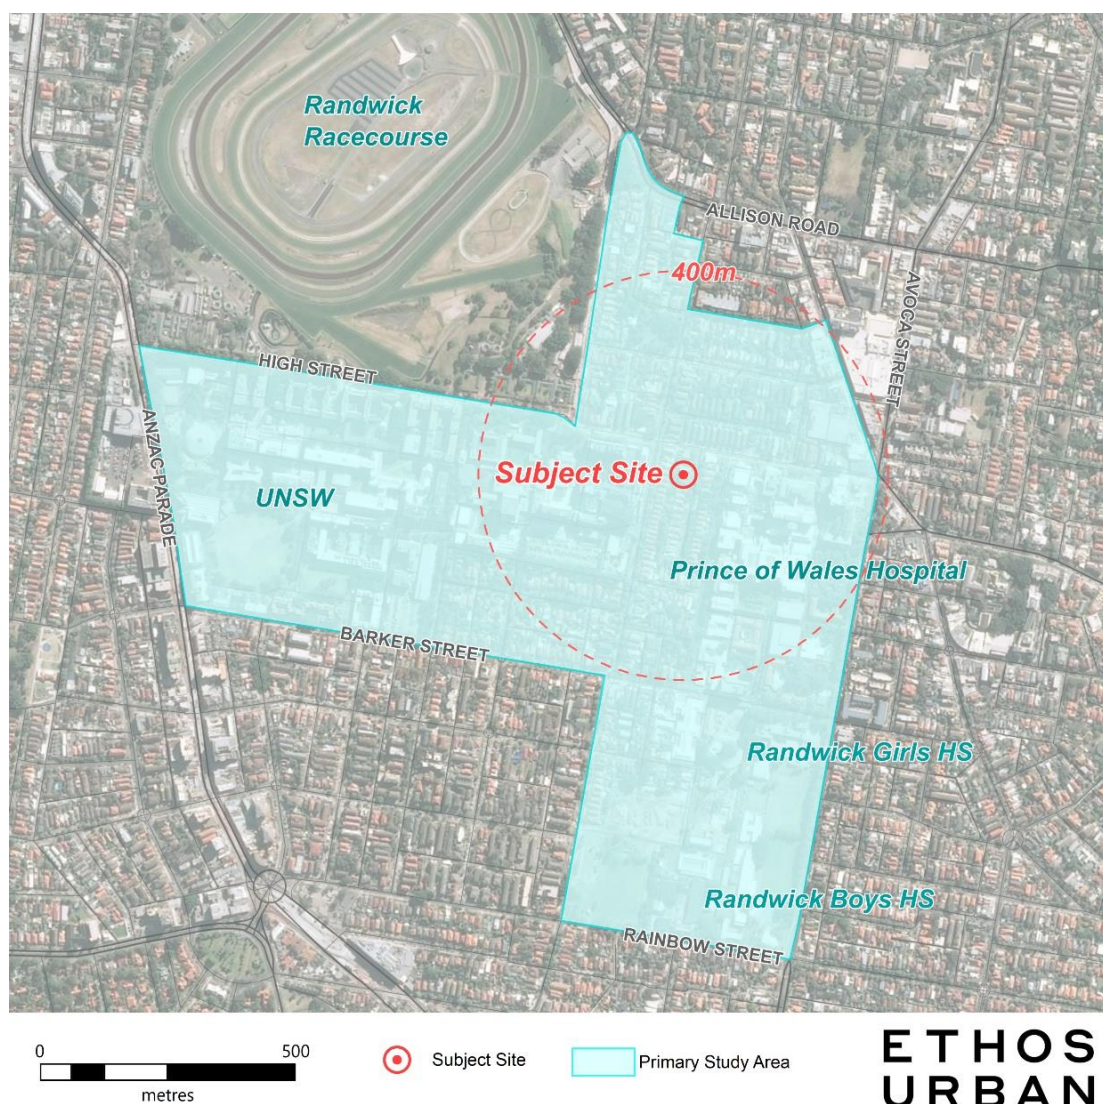 Randwick
Racecourse
ALLISON ROAD
400m
AVOCA STREET
HIGH STREET
ANZAC PARADE
Subject Site
UNSW
Prince of Wales Hospital
BARKER STREET
Randwick Girls HS
Randwick Boys HS
RAINBOW STREET
0 500
metres
Subject Site
Primary Study Area
ETHOS
URBAN